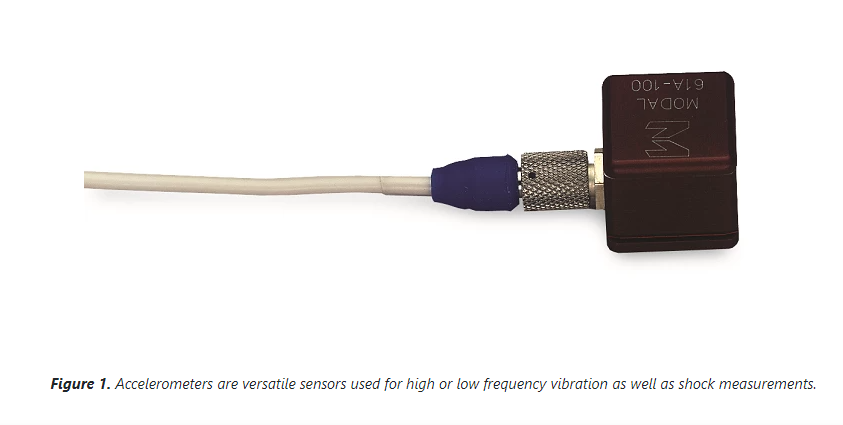 61A-100
MODAL
Figure 1. Accelerometers are versatile sensors used for high or low frequency vibration as well as shock measurements.